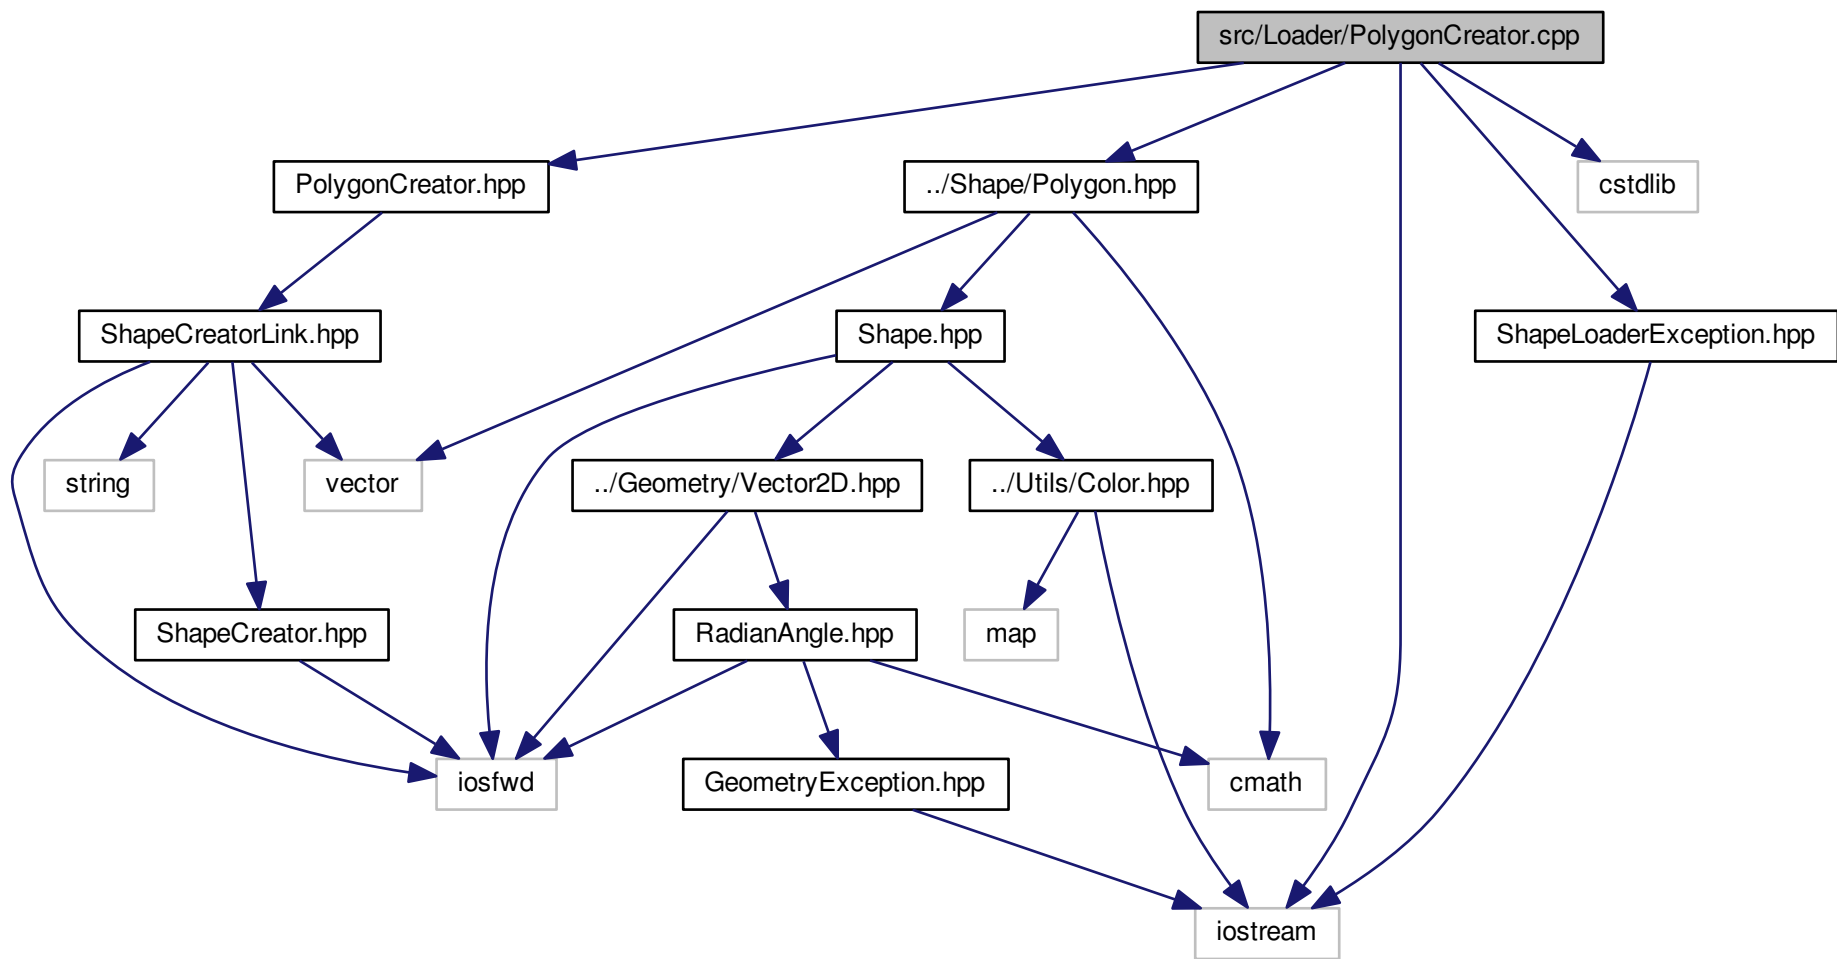 src/Loader/PolygonCreator.cpp
PolygonCreator.hpp
../Shape/Polygon.hpp
cstdlib
ShapeCreatorLink.hpp
Shape.hpp
ShapeLoaderException.hpp
string
vector
../Geometry/Vector2D.hpp
../Utils/Color.hpp
ShapeCreator.hpp
RadianAngle.hpp
map
iosfwd
GeometryException.hpp
cmath
iostream